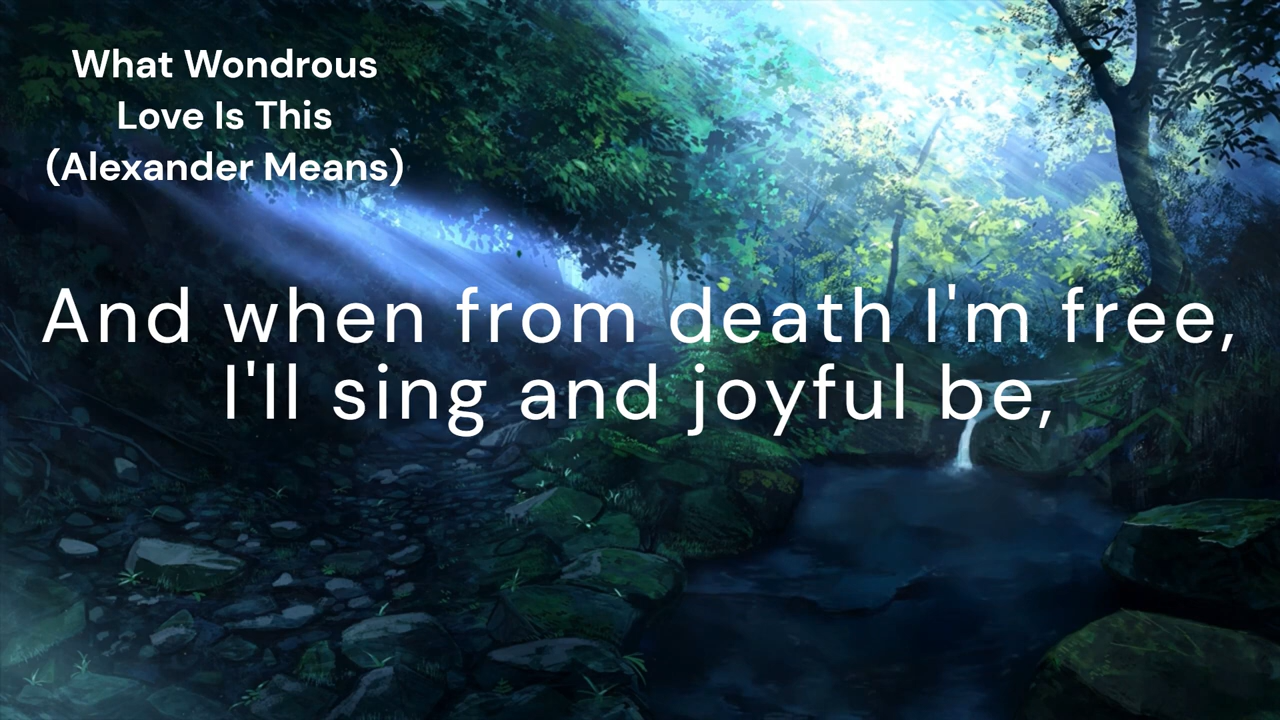 What Wondrous
Love Is This
(Alexander Means)
And when from death I'm free,
I'll sing and joyful be,